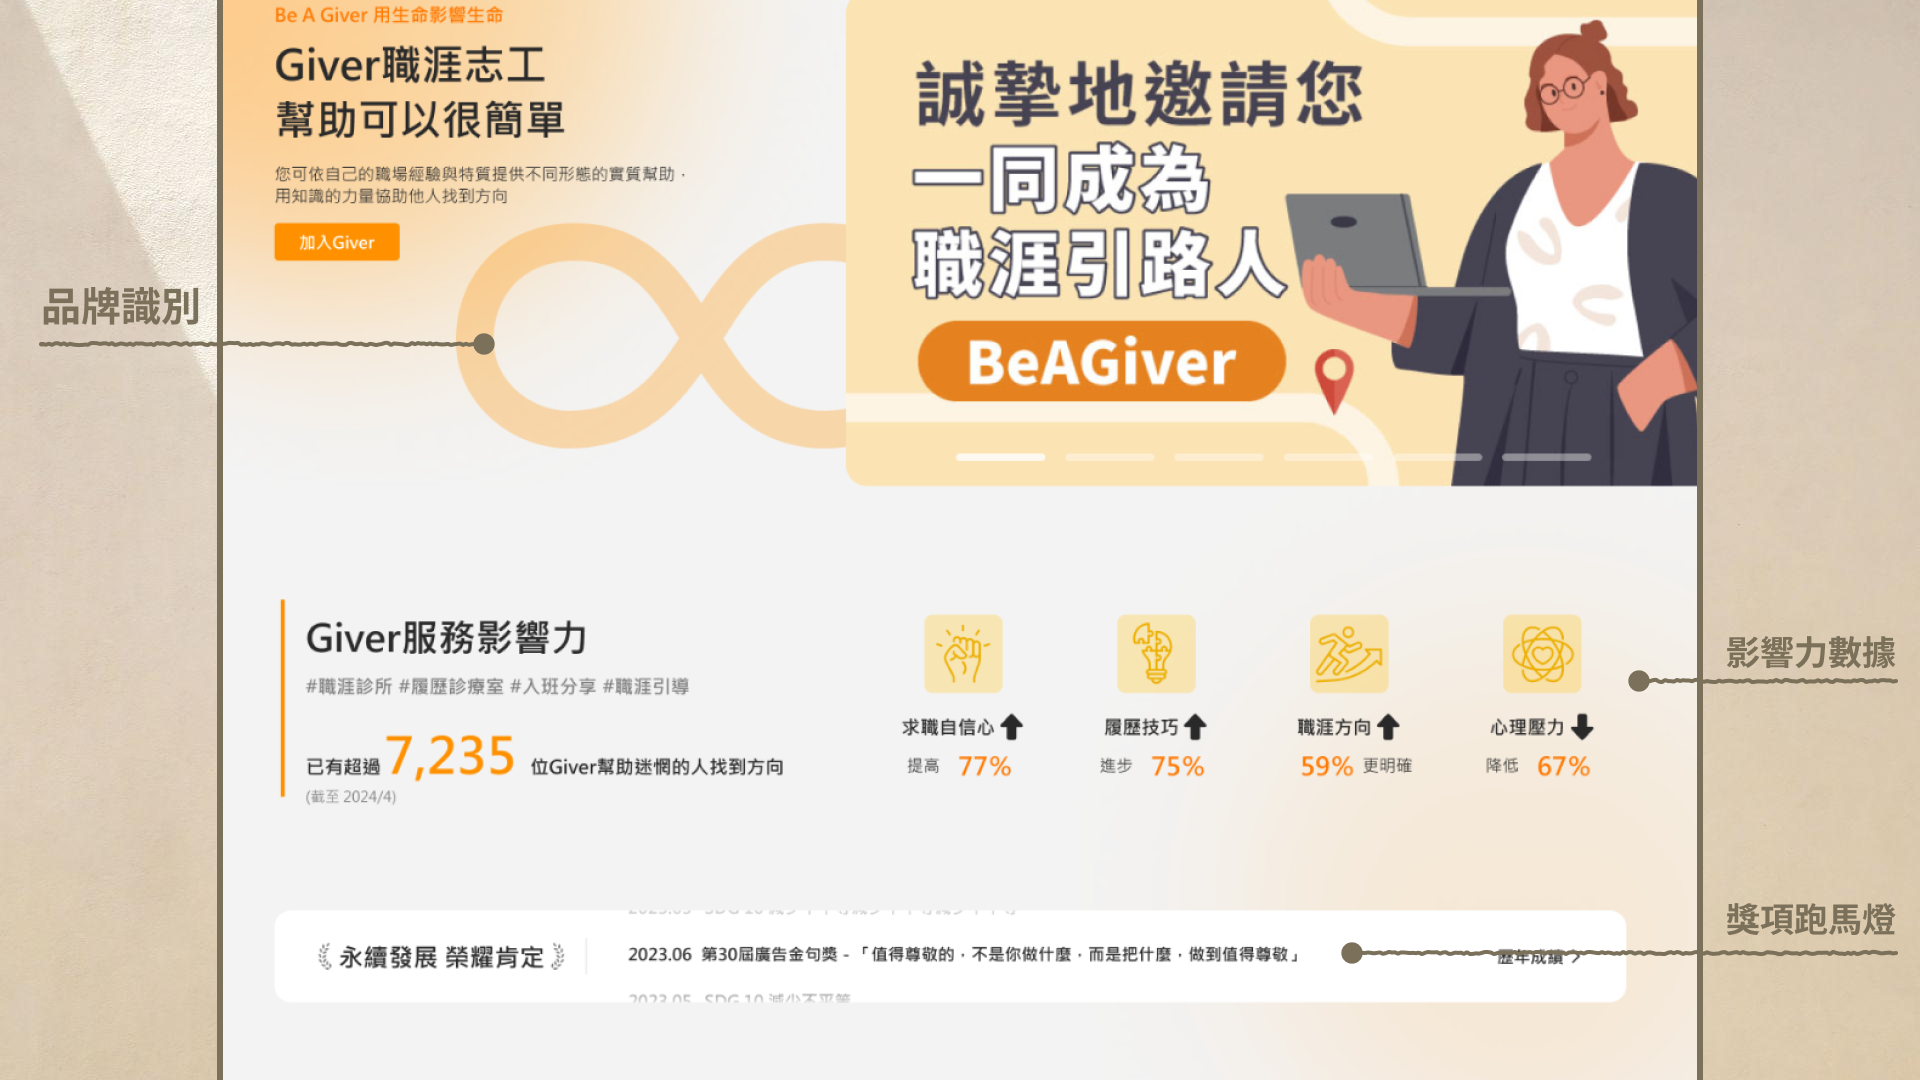 Be A Giver 用生命影響生命
Giver職涯志工
幫助可以很簡單
您可依自己的職場經驗與特質提供不同形態的實質幫助，
用知識的力量協助他人找到方向
加入Giver
誠摯地邀請您
一同成為
職涯引路人
BeAGiver
品牌識別
Giver服務影響力
#職涯診所 #履歷診療室 #入班分享 #職涯引導
已有超過 7,235 位Giver幫助迷惘的人找到方向
(截至 2024/4)
求職自信心
提高 77%
履歷技巧
進步 75%
職涯方向
59% 更明確
心理壓力
降低 67%
影響力數據
獎項跑馬燈
永續發展 榮耀肯定
2023.06 第30屆廣告金句獎 - 「值得尊敬的，不是你做什麼，而是把什麼，做到值得尊敬」
歷年成績 >
2023.05 SDG 10 減少不平等